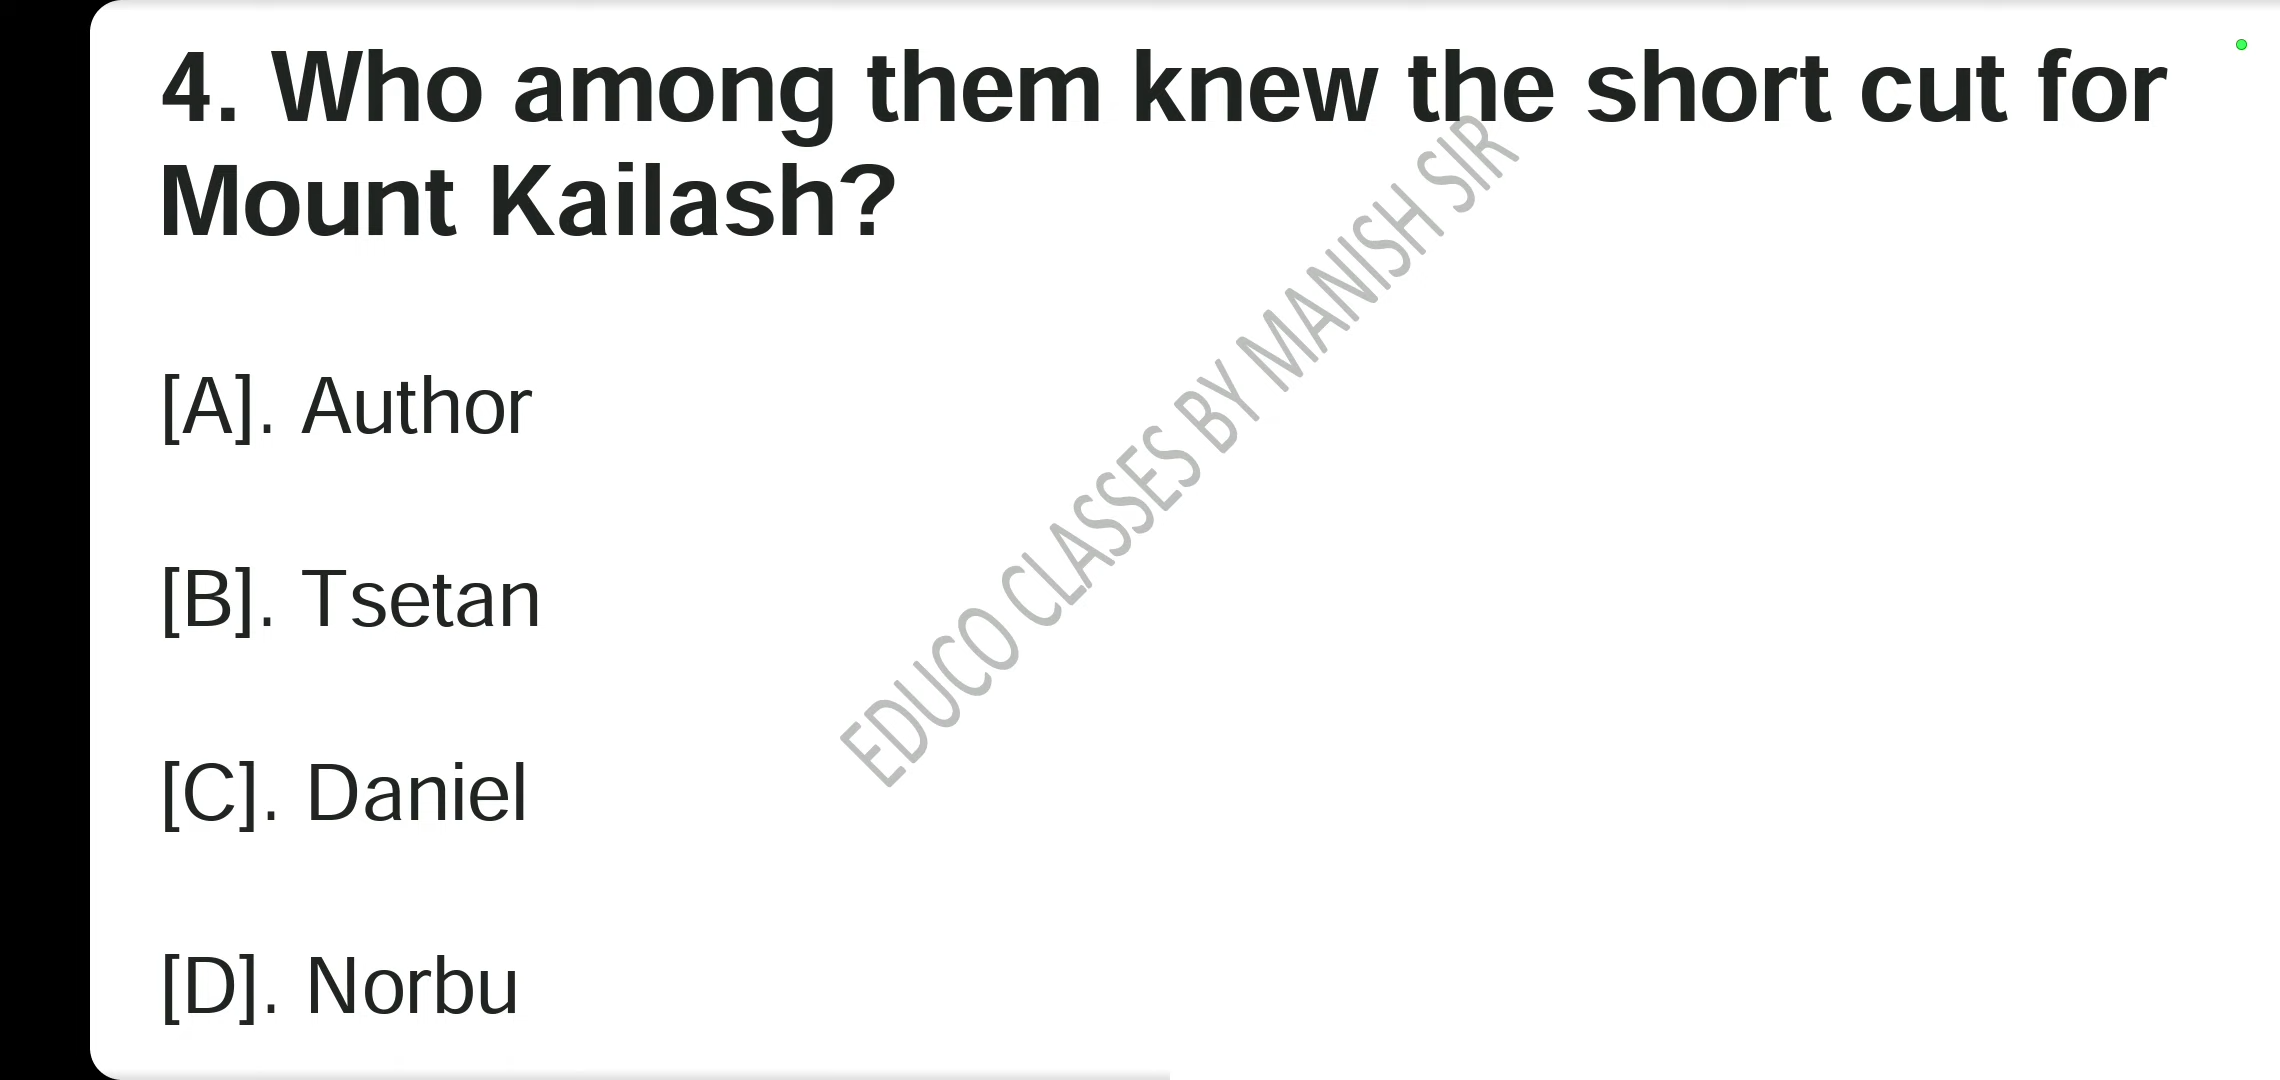 4. Who among them knew the short cut for
Mount Kailash?
[A]. Author
[B]. Tsetan
[C]. Daniel
[D]. Norbu
EDUCO CLASSES BY MANISH SIR